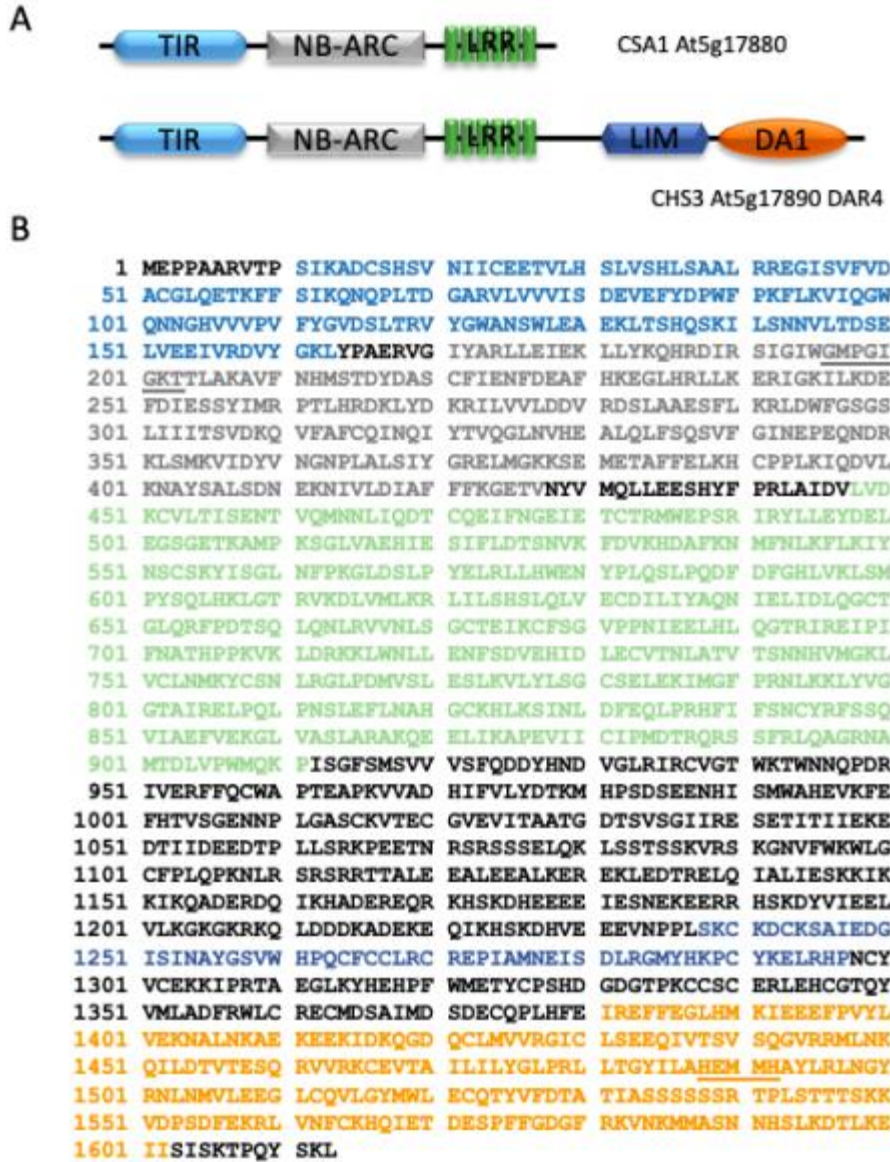 A
TIR NB-ARC LRR CSA1 At5g17880
TIR NB-ARC LRR LIM DA1
CHS3 At5g17890 DAR4
B
1 MEPPAARVTP SIKADCSHSV NIICEETVLH SLVSHLSAAL RREGISVFVD
51 ACGLQETKFF SIKQNQPLTD GARVLVVVIS DEVEFYDPWF PKFLKVIQGW
101 QNNGHVVVPV FYGVDSLTRV YGWANSWLEA EKLTSHQSKI LSNNVLTDSE
151 LVEEIVRDVY GKLYPAERVG IYARLLEIEK LLYKQHRDIR SIGIWGMPGI
201 GKTTLAKAVF NHMSTDYDAS CFIENFDEAF HKEGLHRLLK ERIGKILKDE
251 FDIESSYIMR PTLHRDKLYD KRILVVLDDV RDSLAAESFL KRLDWFGSGS
301 LIIITSVDKQ VFAFCQINQI YTVQGLNVHE ALQLFSQSVF GINEPEQNDR
351 KLSMKVIDYV NGNPLALSIY GRELMGKKSE METAFFELKH CPPLKIQDVL
401 KNAYSALSDN EKNIVLDIAF FFKGETVNYV MQLLEESHYF PRLAIDVLVD
451 KCVLTISENT VQMNNLIQDT CQEIFNGEIE TCTRMWEPSR IRYLLEYDEL
501 EGSGETKAMP KSGLVAEHIE SIFLDTSNVK FDVKHDAFKN MFNLKFLKIY
551 NSCSKYISGL NFPKGLDSLP YELRLLHWEN YPLQSLPQDF DFGHLVKLSM
601 PYSQLHKLGT RVKDLVMLKR LILSHSLQLV ECDILIYAQN IELIDLQGCT
651 GLQRFPDTSQ LQNLRVVNLS GCTEIKCFSG VPPNIEELHL QGTRIREIPI
701 FNATHPPKVK LDRKKLWNLL ENFSDVEHID LECVTNLATV TSNNHVMGKL
751 VCLNMKYCSN LRGLPDMVSL ESLKVLYLSG CSELEKIMGF PRNLKKLYVG
801 GTAIRELPQL PNSLEFLNAH GCKHLKSINL DFEQLPRHFI FSNCYRFSSQ
851 VIAEFVEKGL VASLARAKQE ELIKAPEVII CIPMDTRQRS SFRLQAGRNA
901 MTDLVPWMQK PISGFSMSVV VSFQDDYHND VGLRIRCVGT WKTWNNQPDR
951 IVERFFQCWA PTEAPKVVAD HIFVLYDTKM HPSDSEENHI SMWAHEVKFE
1001 FHTVSGENNP LGASCKVTEC GVEVITAATG DTSVSGIIRE SETITIIEKE
1051 DTIIDEEDTP LLSRKPEETN RSRSSSELQK LSSTSSKVRS KGNVFWKWLG
1101 CFPLQPKNLR SRSRRTTALE EALEEALKER EKLEDTRELQ IALIESKKIK
1151 KIKQADERDQ IKHADEREQR KHSKDHEEEE IESNEKEERR HSKDYVIEEL
1201 VLKGKGKRKQ LDDDKADEKE QIKHSKDHVE EEVNPPLSKC KDCKSAIEDG
1251 ISINAYGSVW HPQCFCCLRC REPIAMNEIS DLRGMYHKPC YKELRHPNCY
1301 VCEKKIPRTA EGLKYHEHPF WMETYCPSHD GDGTPKCCSC ERLEHCGTQY
1351 VMLADFRWLC RECMDSAIMD SDECQPLHFE IREFFEGLHM KIEEEFPVYL
1401 VEKNALNKAE KEEKIDKQGD QCLMVVRGIC LSEEQIVTSV SQGVRRMLNK
1451 QILDTVTESQ RVVRKCEVTA ILILYGLPRL LTGYILAHEM MHAYLRLNGY
1501 RNLNMVLEEG LCQVLGYMWL ECQTYVFDTA TIASSSSSSR TPLSTTTSKK
1551 VDPSDFEKRL VNFCKHQIET DESPFFGDGF RKVNKMMASN NHSLKDTLKE
1601 IISISKTPQY SKL